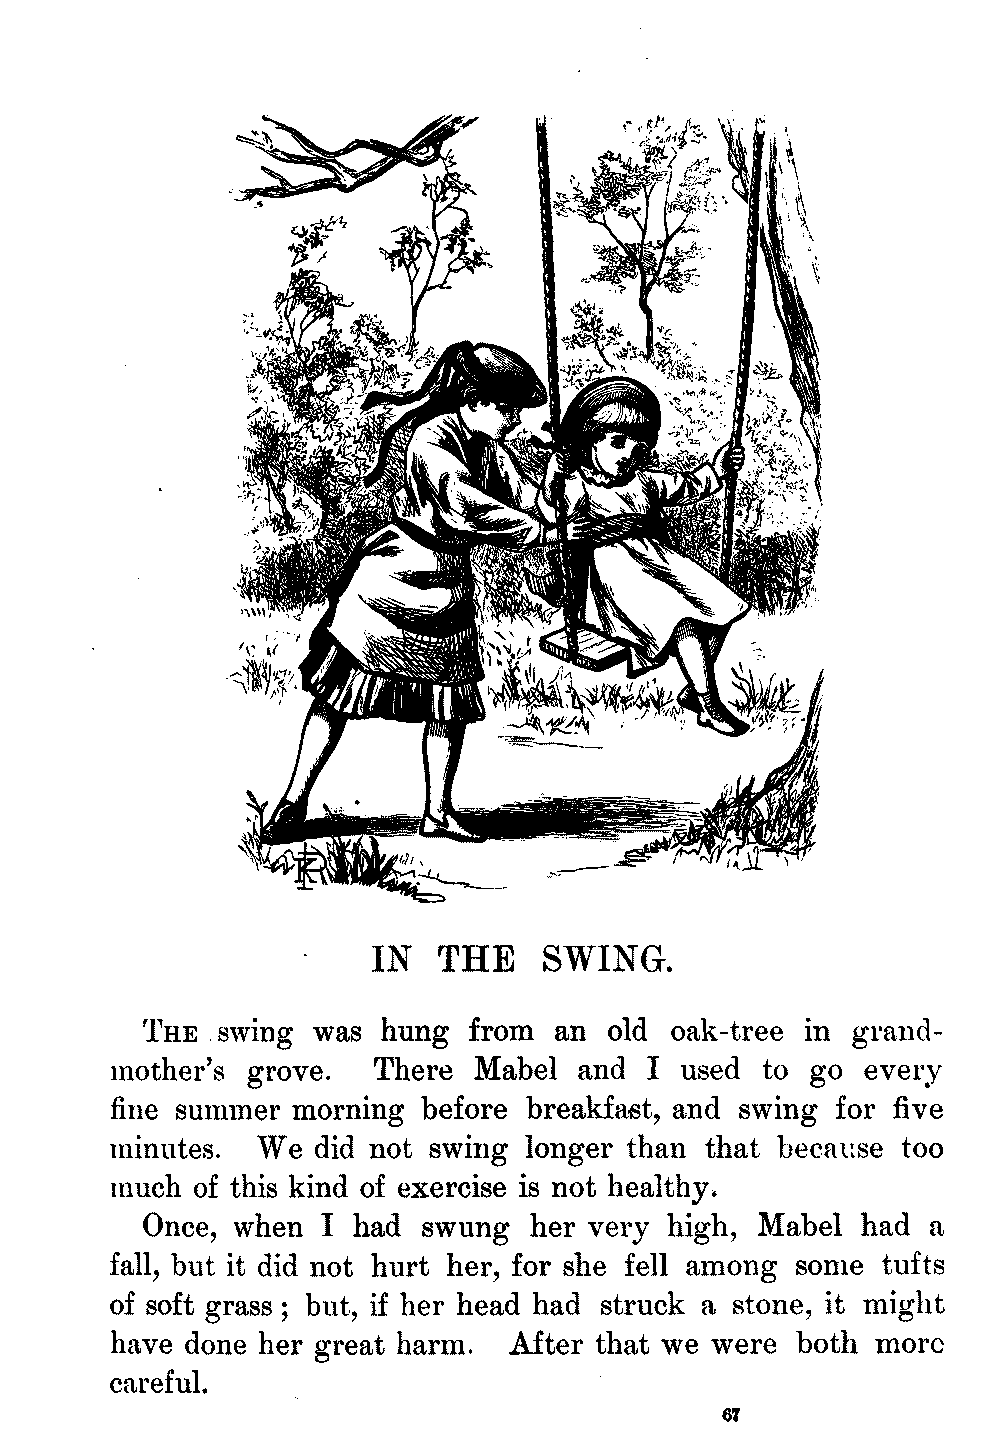 IN THE SWING.
THE swing was hung from an old oak-tree in grand-
mother's grove. There Mabel and I used to go every
fine summer morning before breakfast, and swing for five
minutes. We did not swing longer than that because too
much of this kind of exercise is not healthy.
Once, when I had swung her very high, Mabel had a
fall, but it did not hurt her, for she fell among some tufts
of soft grass; but, if her head had struck a stone, it might
have done her great harm. After that we were both more
careful.
67